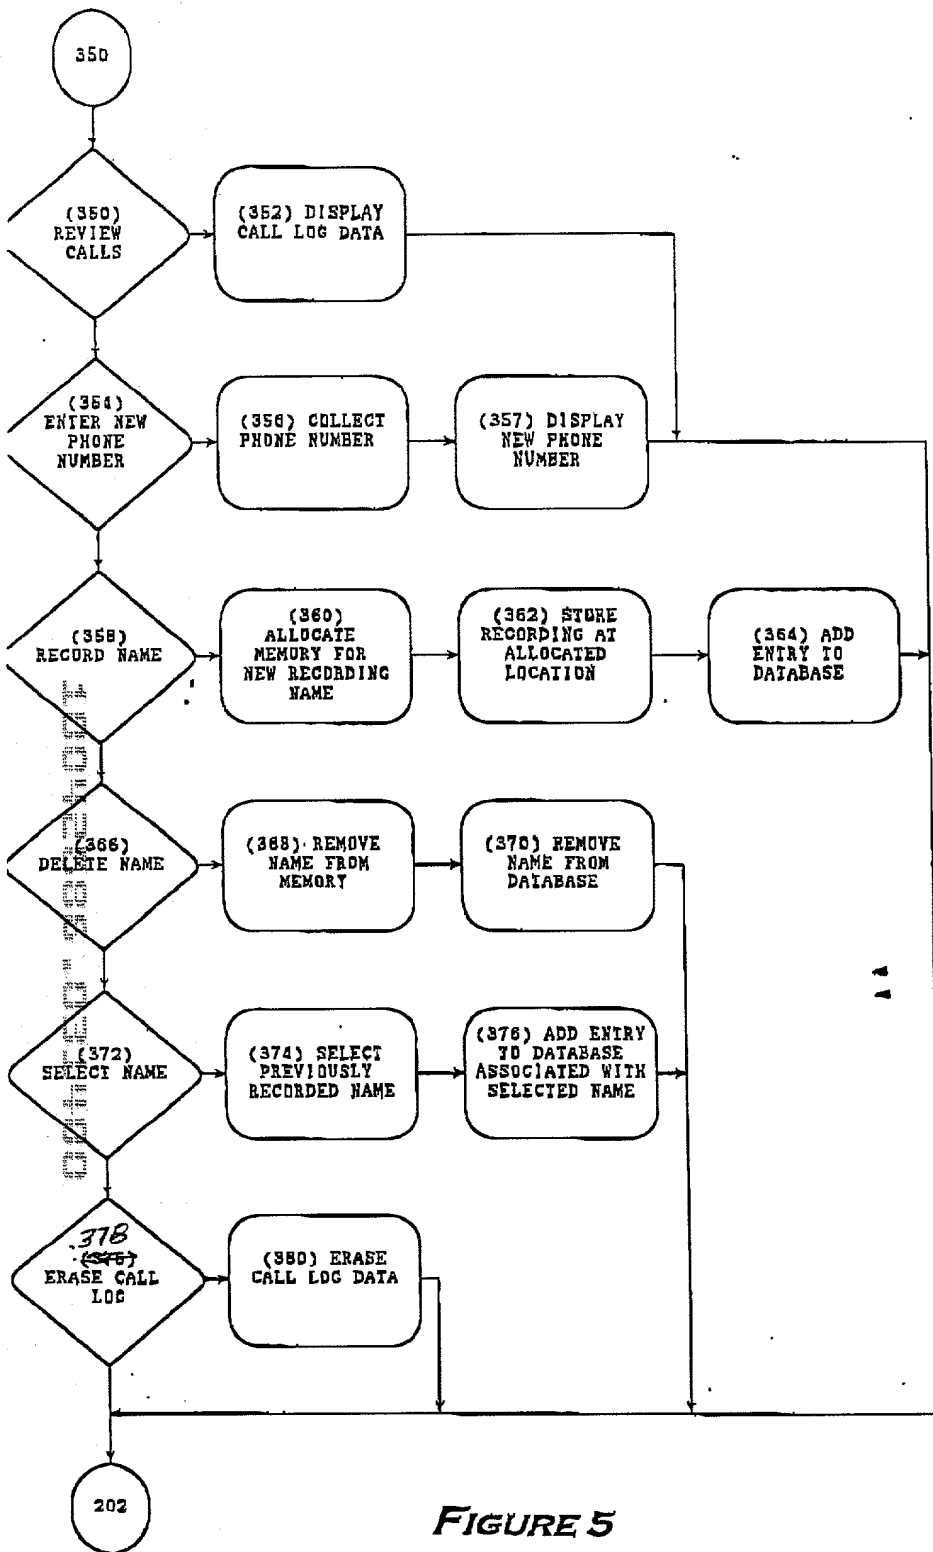 350
(350)
REVIEW
CALLS
(352) DISPLAY
CALL LOG DATA
(354)
ENTER NEW
PHONE
NUMBER
(356) COLLECT
PHONE NUMBER
(357) DISPLAY
NEW PHONE
NUMBER
(358)
RECORD NAME
(360)
ALLOCATE
MEMORY FOR
NEW RECORDING
NAME
(362) STORE
RECORDING AT
ALLOCATED
LOCATION
(364) ADD
ENTRY TO
DATABASE
(366)
DELETE NAME
(368) REMOVE
NAME FROM
MEMORY
(370) REMOVE
NAME FROM
DATABASE
(372)
SELECT NAME
(374) SELECT
PREVIOUSLY
RECORDED NAME
(376) ADD ENTRY
TO DATABASE
ASSOCIATED WITH
SELECTED NAME
378
(376)
ERASE CALL
LOG
(380) ERASE
CALL LOG DATA
202
FIGURE 5